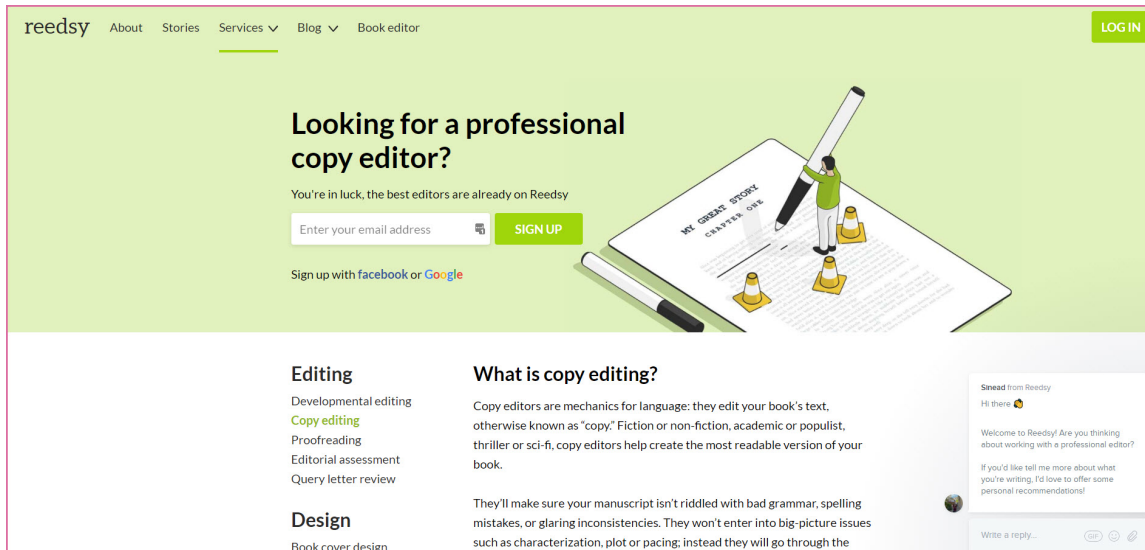 reedsy About Stories Services Blog Book editor LOG IN
Looking for a professional
copy editor?
You're in luck, the best editors are already on Reedsy
Enter your email address SIGN UP
Sign up with facebook or Google
MY GREAT STORY
CHAPTER ONE
Editing
Developmental editing
Copy editing
Proofreading
Editorial assessment
Query letter review
Design
Book cover design
What is copy editing?
Copy editors are mechanics for language: they edit your book's text,
otherwise known as “copy.” Fiction or non-fiction, academic or populist,
thriller or sci-fi, copy editors help create the most readable version of your
book.
They'll make sure your manuscript isn't riddled with bad grammar, spelling
mistakes, or glaring inconsistencies. They won't enter into big-picture issues
such as characterization, plot or pacing; instead they will go through the
Sinead from Reedsy
Hi there
Welcome to Reedsy! Are you thinking
about working with a professional editor?
If you'd like tell me more about what
you're writing, I'd love to offer some
personal recommendations!
Write a reply... GIF